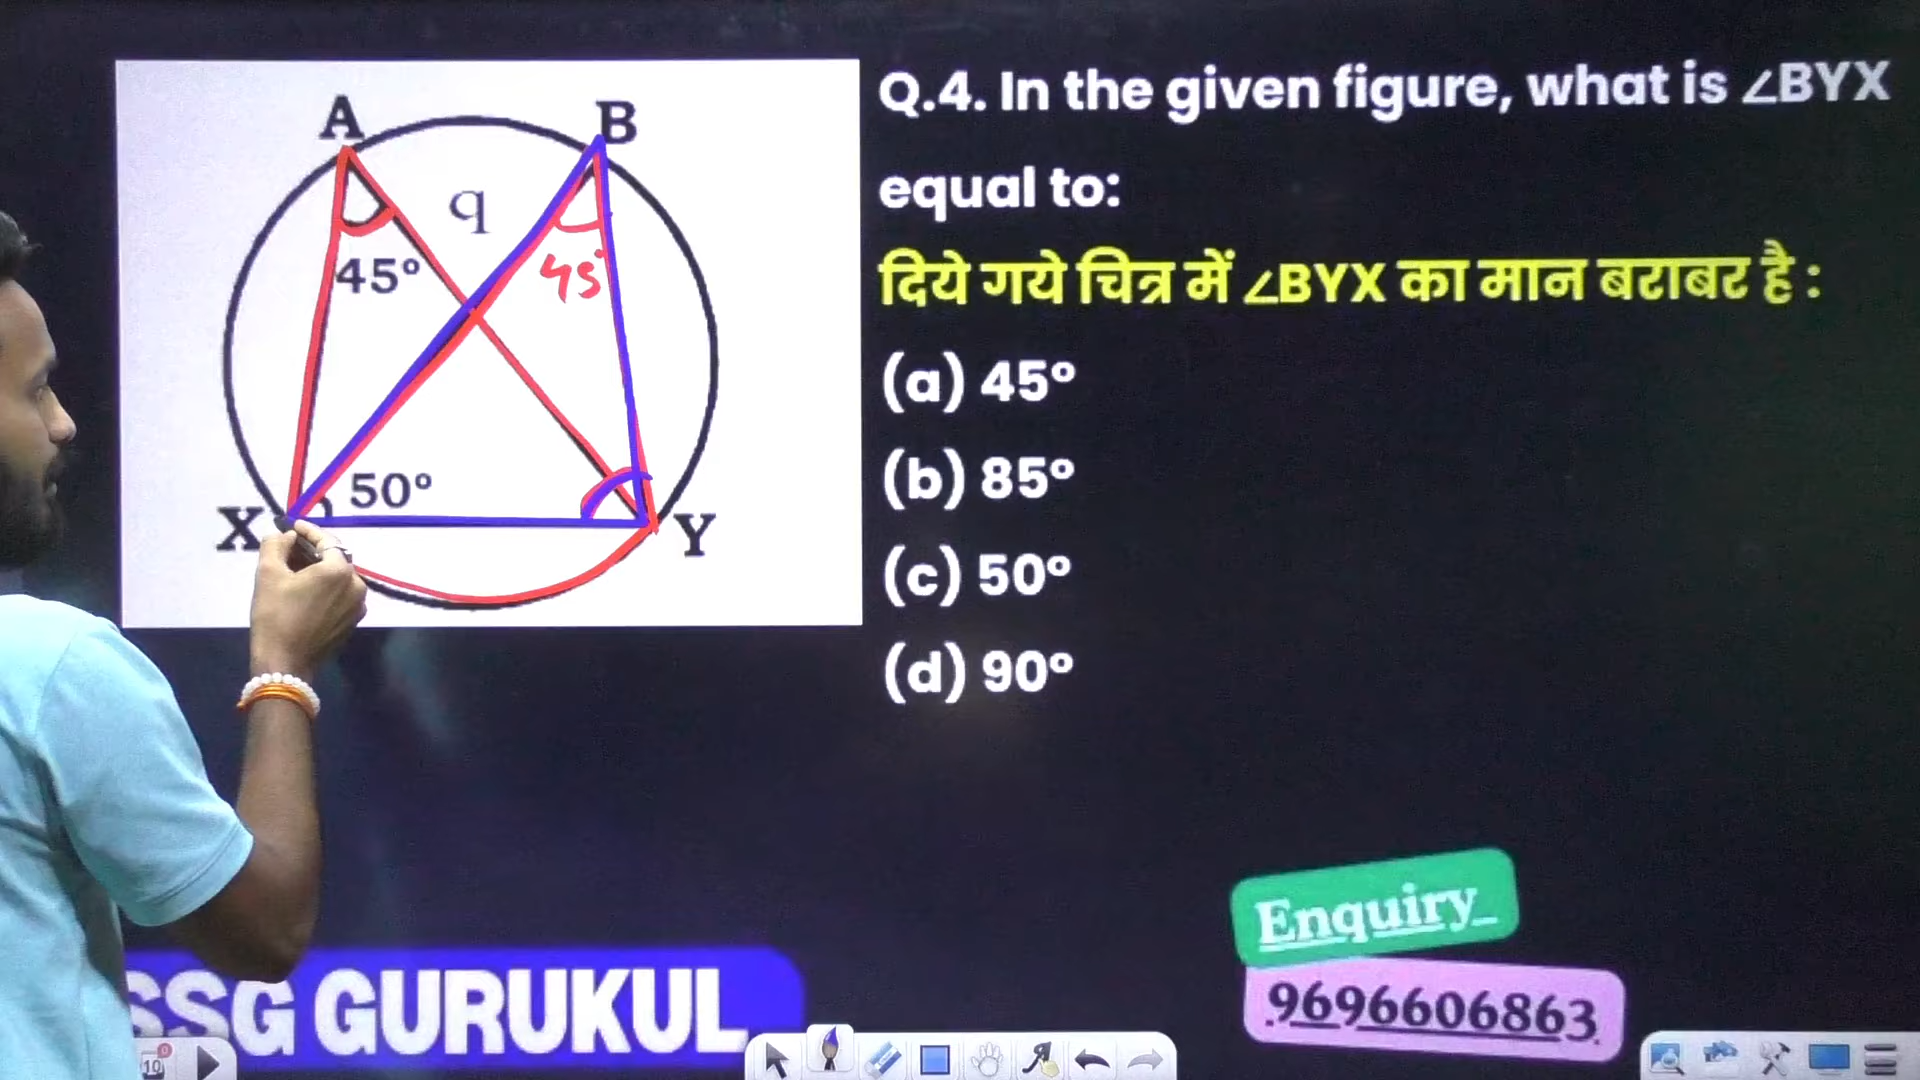 Q.4. In the given figure, what is ∠BYX
equal to:
दिये गये चित्र में ∠BYX का मान बराबर है :
(a) 45°
(b) 85°
(c) 50°
(d) 90°
A
B
q
45°
45°
50°
X
Y
Enquiry
9696606863
SSG GURUKUL
10